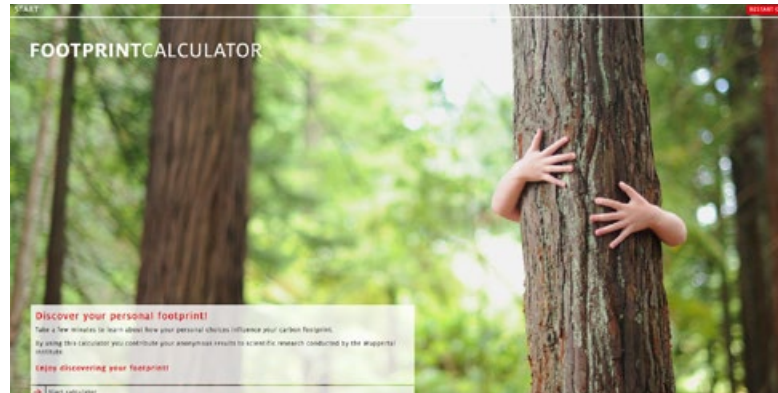 START
RESTART
FOOTPRINTCALCULATOR
Discover your personal footprint!
Take a few minutes to learn about how your personal choices influence your carbon footprint.
By using this calculator you contribute your anonymous results to scientific research conducted by the Wuppertal
Institute.
Enjoy discovering your footprint!
Start calculator